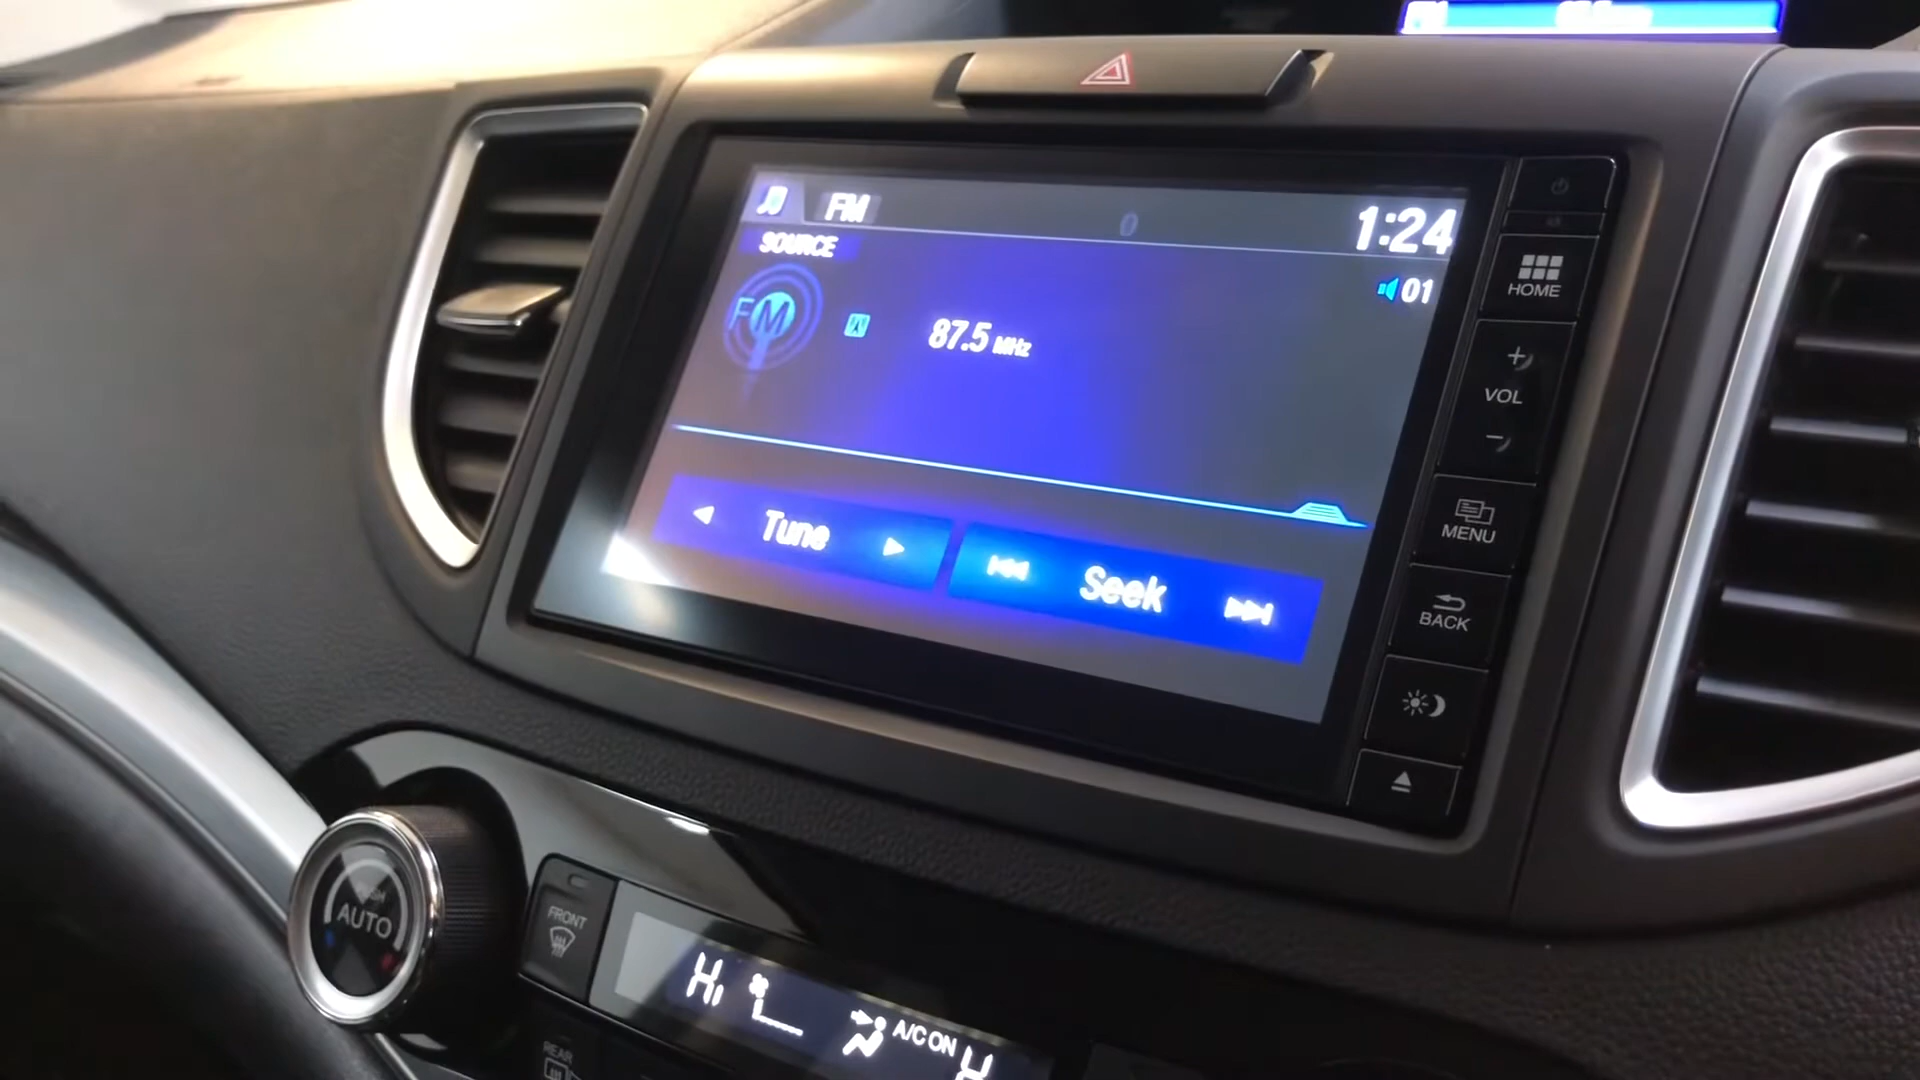 FM
1:24
SOURCE
01
FM
87.5 MHz
Tune
Seek
HOME
VOL
MENU
BACK
AUTO
FRONT
Hi
A/C ON
REAR